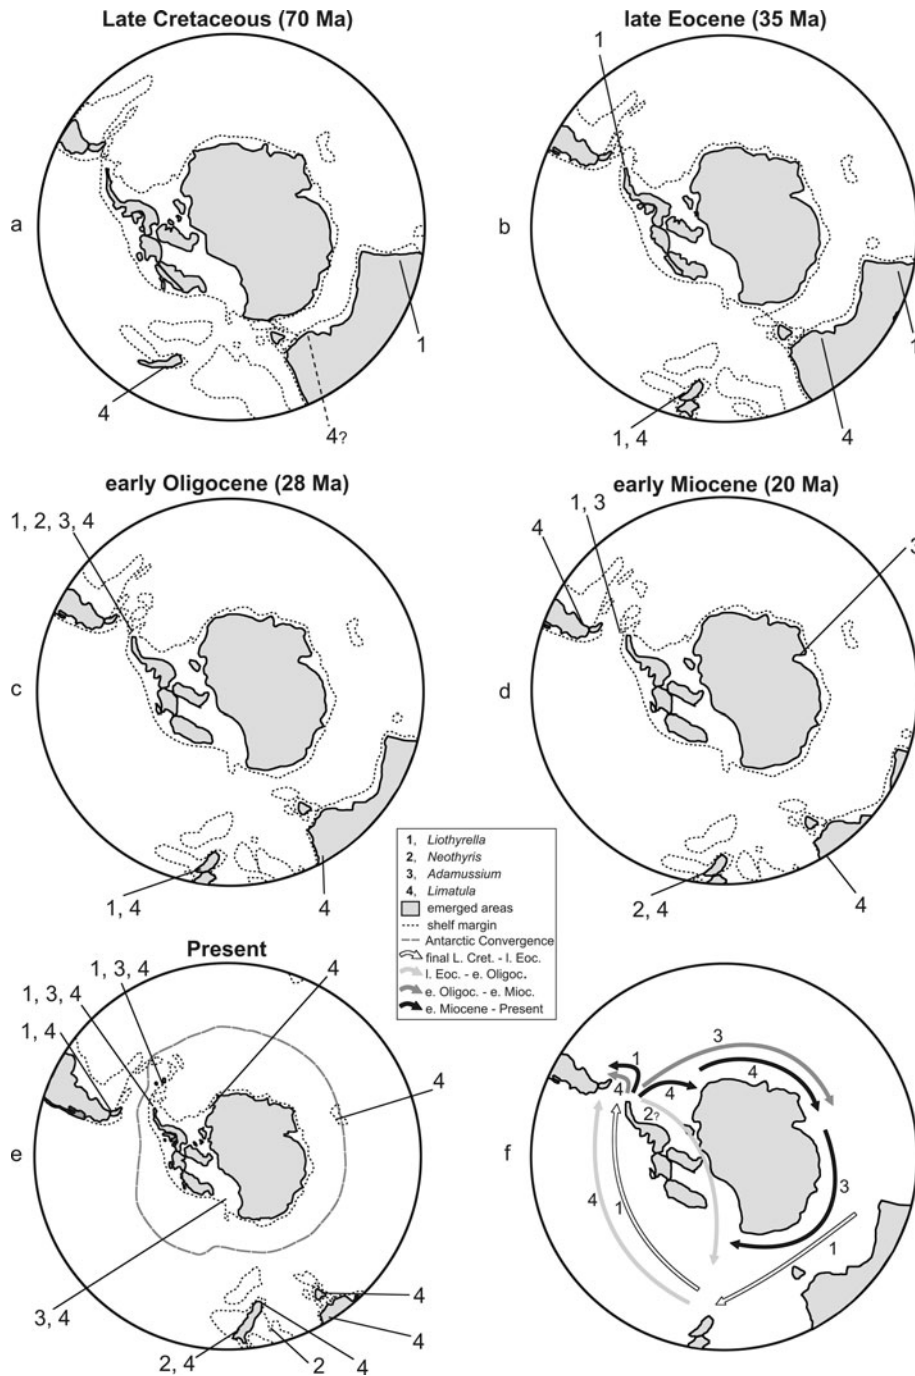 Late Cretaceous (70 Ma)
late Eocene (35 Ma)
1
a
b
1
4
4?
1
1, 4
4
early Oligocene (28 Ma)
early Miocene (20 Ma)
1, 2, 3, 4
1, 3
4
3
c
d
1, 4
4
2, 4
4
1, Liothyrella
2, Neothyris
3, Adamussium
4, Limatula
emerged areas
shelf margin
Antarctic Convergence
final L. Cret. - l. Eoc.
l. Eoc. - e. Oligoc.
e. Oligoc. - e. Mioc.
e. Miocene - Present
Present
1, 3, 4
4
1, 3, 4
1, 4
4
e
3, 4
4
4
2, 4
2
4
f
3
1
4
4
4
2?
3
4
1
1